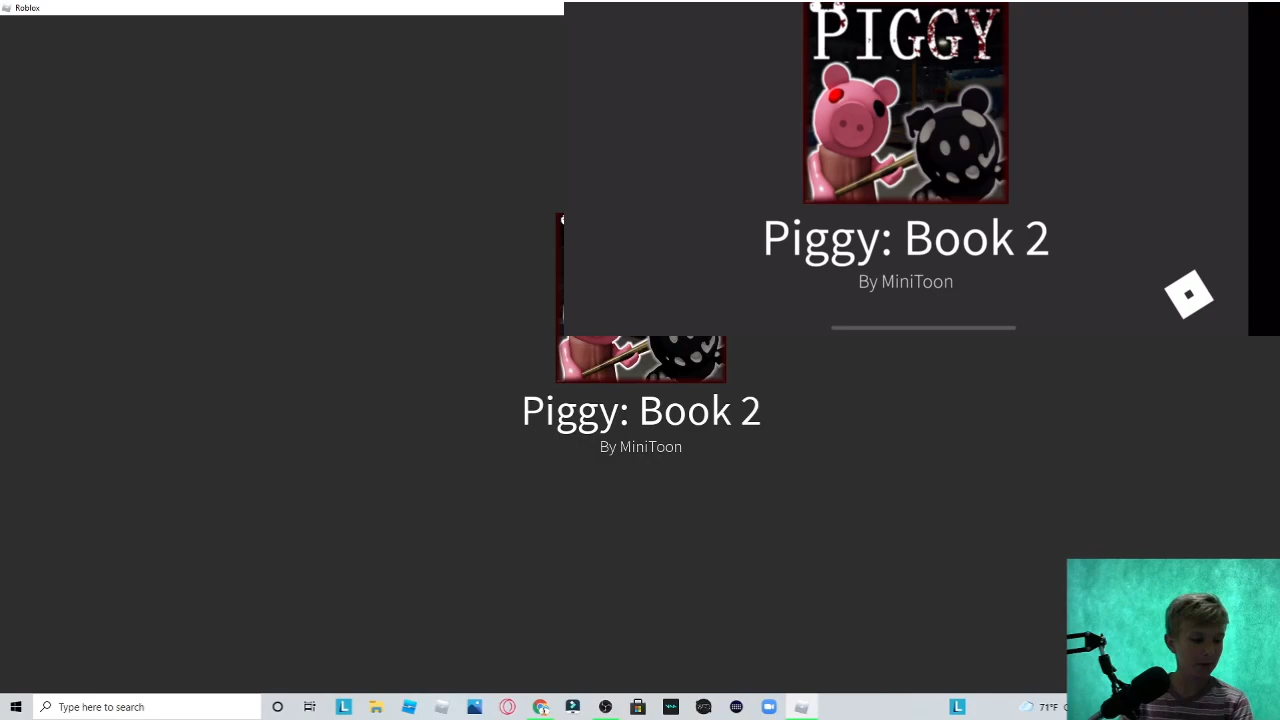 Roblox
PIGGY
Piggy: Book 2
By MiniToon
Piggy: Book 2
By MiniToon
Type here to search
L
L
71°F